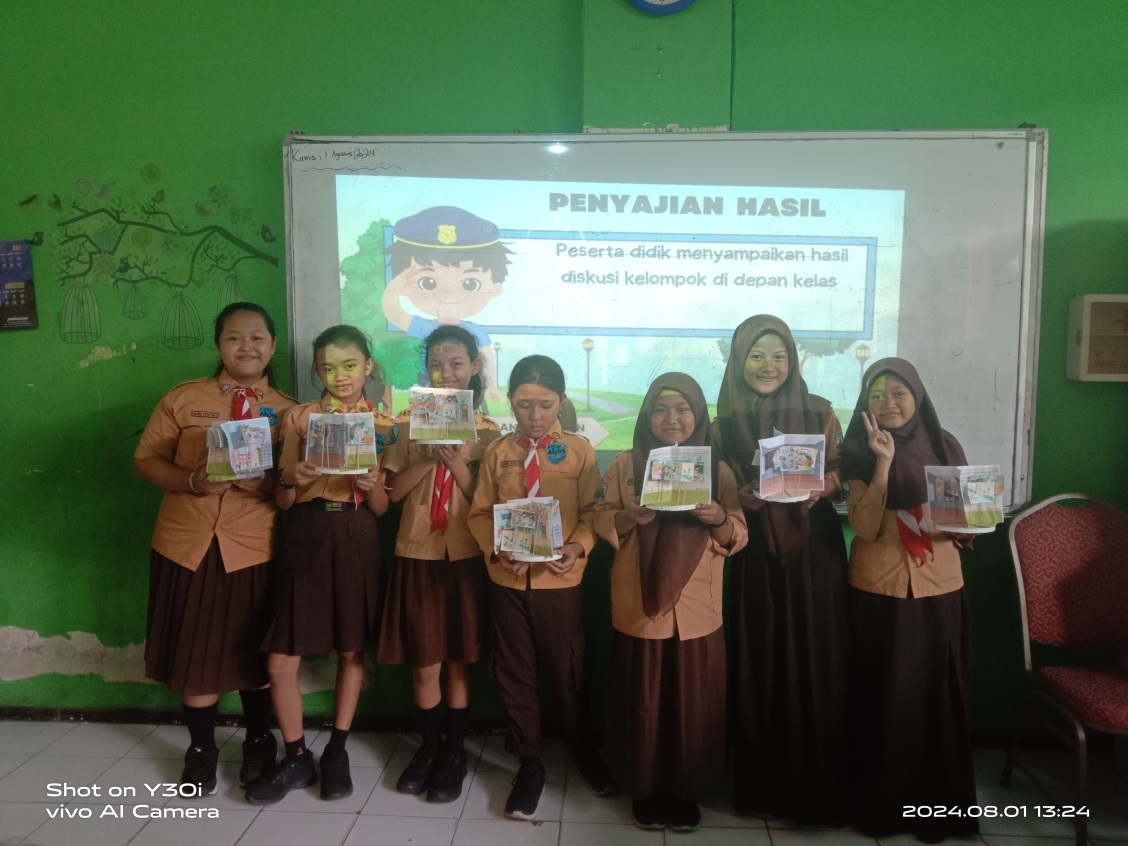 Kamis, 1 Agustus 2024
PENYAJIAN HASIL
Peserta didik menyampaikan hasil
diskusi kelompok di depan kelas
Shot on Y30i
vivo AI Camera
2024.08.01 13:24